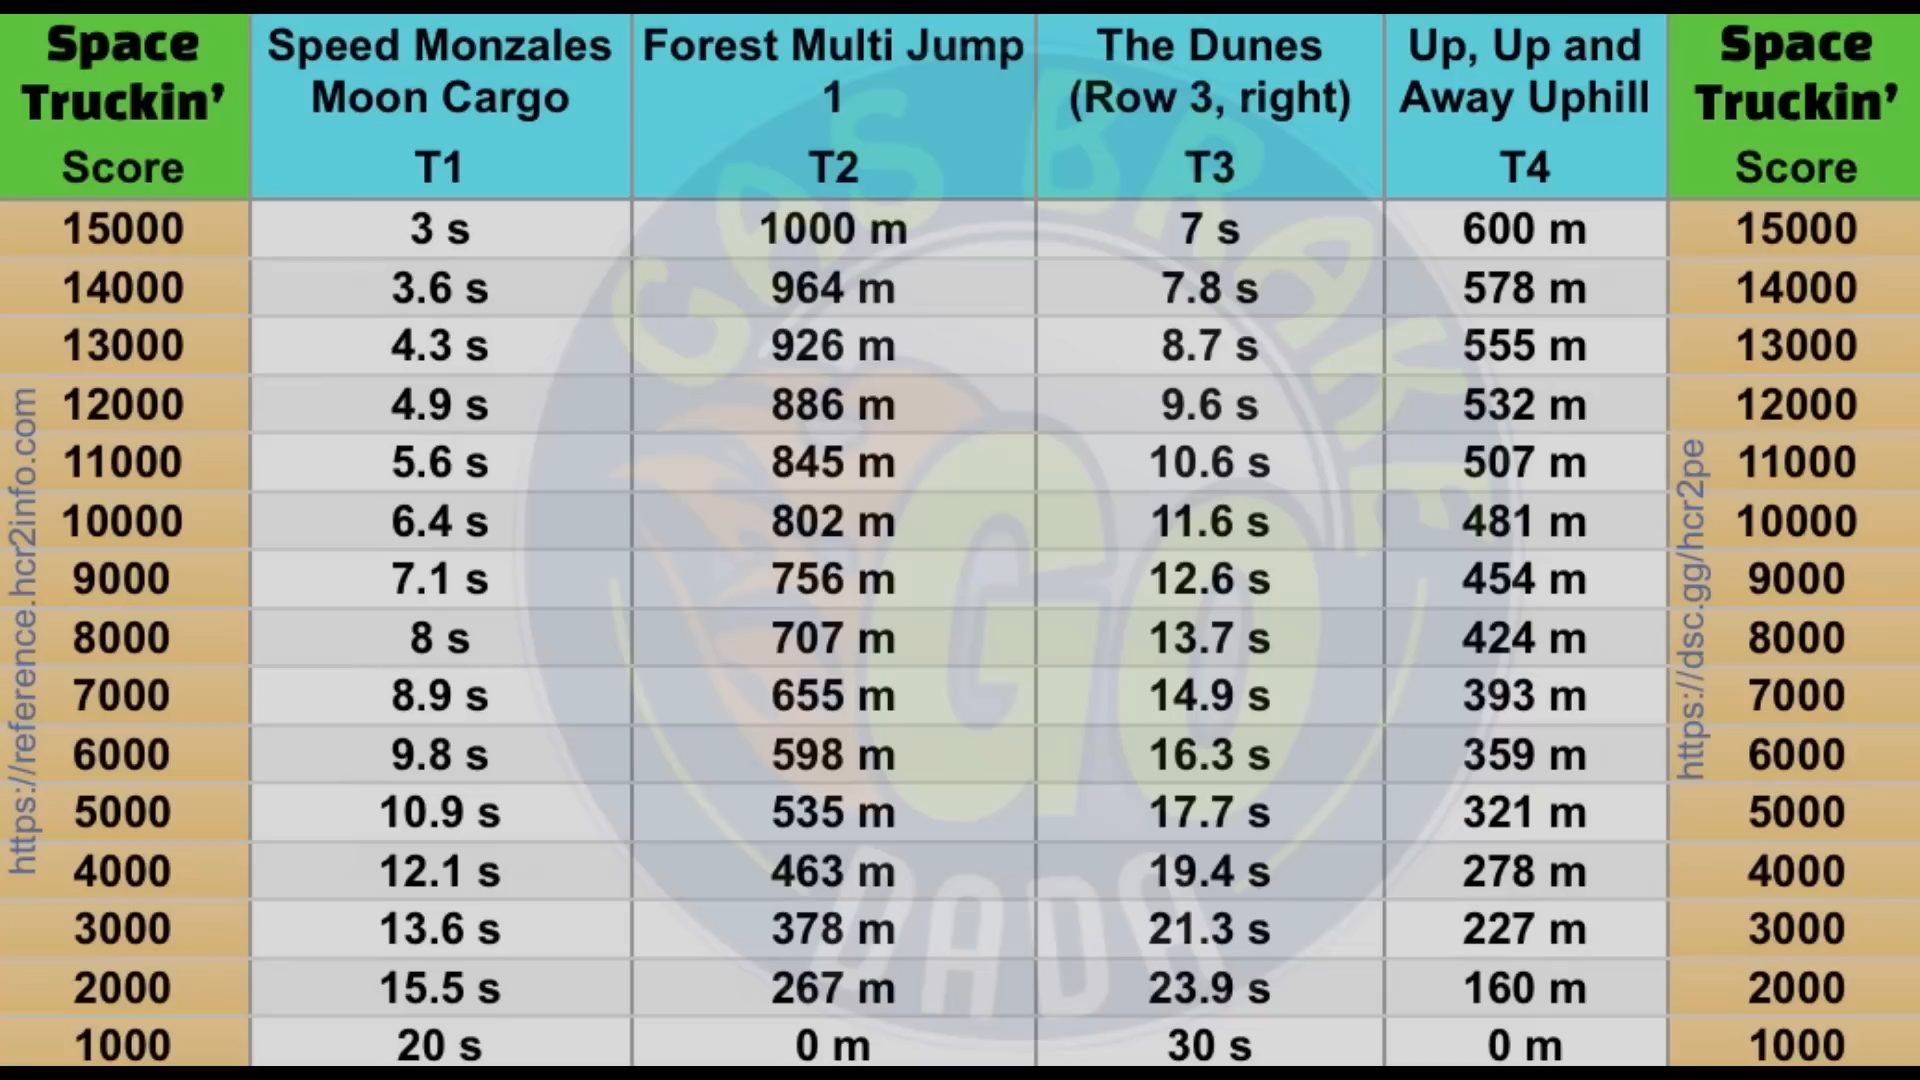 Space Truckin’ Score | Speed Monzales Moon Cargo T1 | Forest Multi Jump 1 T2 | The Dunes (Row 3, right) T3 | Up, Up and Away Uphill T4 | Space Truckin’ Score
15000 3 s 1000 m 7 s 600 m 15000
14000 3.6 s 964 m 7.8 s 578 m 14000
13000 4.3 s 926 m 8.7 s 555 m 13000
12000 4.9 s 886 m 9.6 s 532 m 12000
11000 5.6 s 845 m 10.6 s 507 m 11000
10000 6.4 s 802 m 11.6 s 481 m 10000
9000 7.1 s 756 m 12.6 s 454 m 9000
8000 8 s 707 m 13.7 s 424 m 8000
7000 8.9 s 655 m 14.9 s 393 m 7000
6000 9.8 s 598 m 16.3 s 359 m 6000
5000 10.9 s 535 m 17.7 s 321 m 5000
4000 12.1 s 463 m 19.4 s 278 m 4000
3000 13.6 s 378 m 21.3 s 227 m 3000
2000 15.5 s 267 m 23.9 s 160 m 2000
1000 20 s 0 m 30 s 0 m 1000
https://reference.hcr2info.com
https://dsc.gg/hcr2pe
GAS BRAKE
GO
DADS